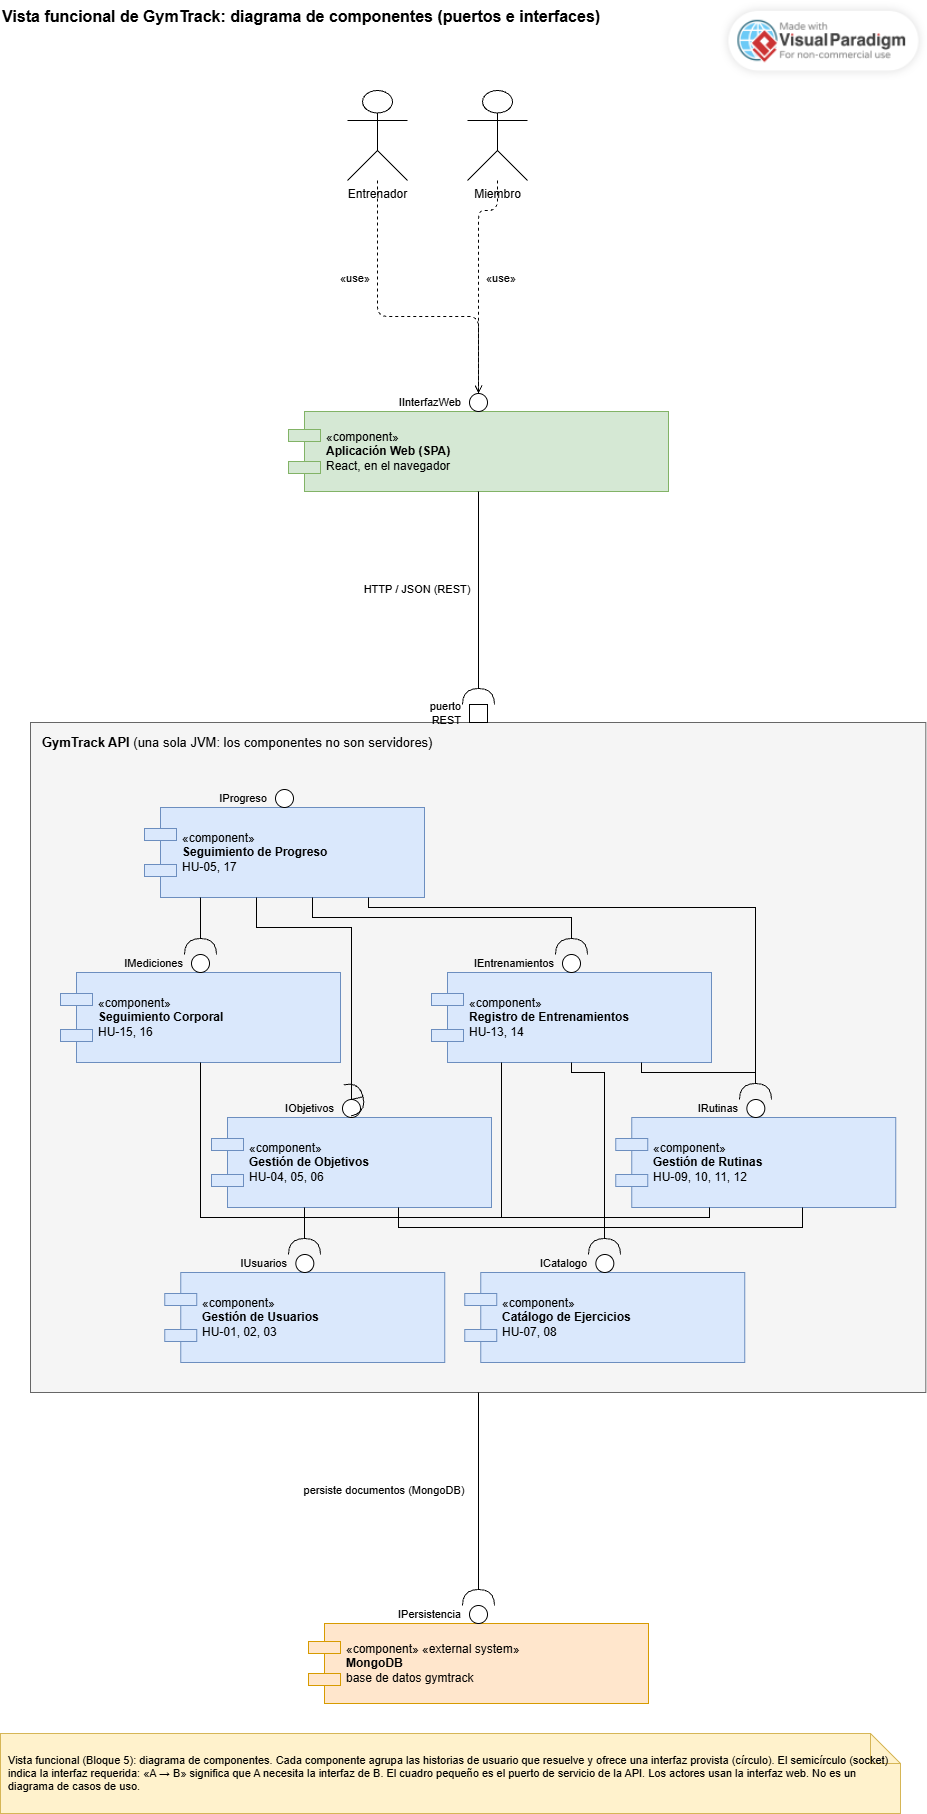 Vista funcional de GymTrack: diagrama de componentes (puertos e interfaces)
Made with
VisualParadigm
For non-commercial use
Entrenador
Miembro
«use»
«use»
IInterfazWeb
«component»
Aplicación Web (SPA)
React, en el navegador
HTTP / JSON (REST)
puerto
REST
GymTrack API (una sola JVM: los componentes no son servidores)
IProgreso
«component»
Seguimiento de Progreso
HU-05, 17
IMediciones
«component»
Seguimiento Corporal
HU-15, 16
IEntrenamientos
«component»
Registro de Entrenamientos
HU-13, 14
IObjetivos
«component»
Gestión de Objetivos
HU-04, 05, 06
IRutinas
«component»
Gestión de Rutinas
HU-09, 10, 11, 12
IUsuarios
«component»
Gestión de Usuarios
HU-01, 02, 03
ICatalogo
«component»
Catálogo de Ejercicios
HU-07, 08
persiste documentos (MongoDB)
IPersistencia
«component» «external system»
MongoDB
base de datos gymtrack
Vista funcional (Bloque 5): diagrama de componentes. Cada componente agrupa las historias de usuario que resuelve y ofrece una interfaz provista (círculo). El semicírculo (socket)
indica la interfaz requerida: «A → B» significa que A necesita la interfaz de B. El cuadro pequeño es el puerto de servicio de la API. Los actores usan la interfaz web. No es un
diagrama de casos de uso.